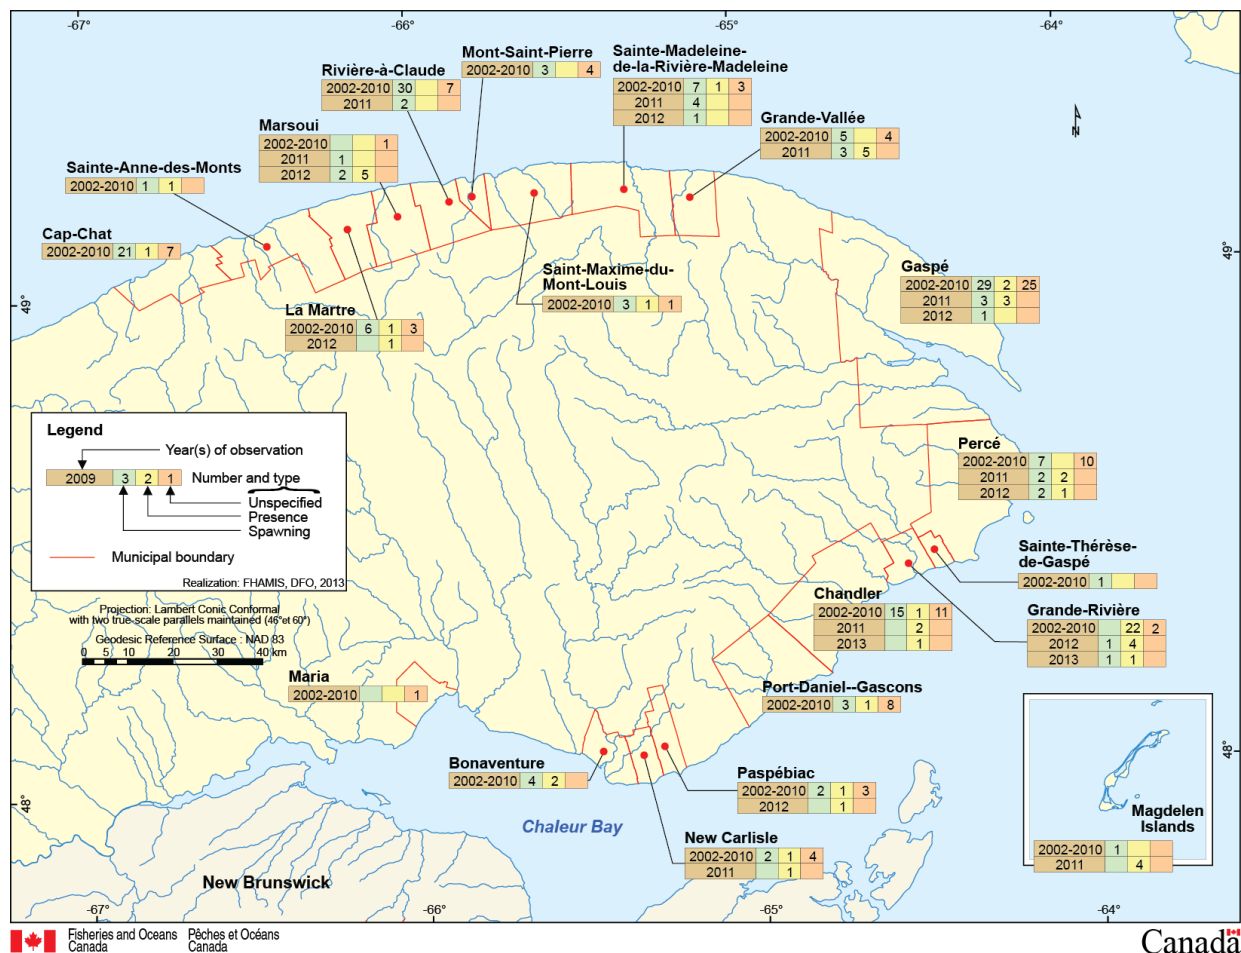 -67°
-66°
-65°
-64°
Mont-Saint-Pierre
2002-2010 3 4
Sainte-Madeleine-
de-la-Rivière-Madeleine
2002-2010 7 1 3
2011 4
2012 1
Rivière-à-Claude
2002-2010 30 7
2011 2
Grande-Vallée
2002-2010 5 4
2011 3 5
N
Marsoui
2002-2010 1
2011 1
2012 2 5
Sainte-Anne-des-Monts
2002-2010 1 1
Cap-Chat
2002-2010 21 1 7
49°
49°
Saint-Maxime-du-
Mont-Louis
2002-2010 3 1 1
Gaspé
2002-2010 29 2 25
2011 3 3
2012 1
La Martre
2002-2010 6 1 3
2012 1
Legend
Year(s) of observation
2009 3 2 1 Number and type
Unspecified
Presence
Spawning
Municipal boundary
Realization: FHAMIS, DFO, 2013
Projection: Lambert Conic Conformal
with two true-scale parallels maintained (46°et 60°)
Geodesic Reference Surface : NAD 83
0 5 10 20 30 40 km
Percé
2002-2010 7 10
2011 2 2
2012 2 1
Sainte-Thérèse-
de-Gaspé
2002-2010 1
Chandler
2002-2010 15 1 11
2011 2
2013 1
Grande-Rivière
2002-2010 22 2
2012 1 4
2013 1 1
Maria
2002-2010 1
Port-Daniel--Gascons
2002-2010 3 1 8
Bonaventure
2002-2010 4 2
Paspébiac
2002-2010 2 1 3
2012 1
48°
48°
Chaleur Bay
New Carlisle
2002-2010 2 1 4
2011 1
Magdelen
Islands
2002-2010 1
2011 4
New Brunswick
-67°
-66°
-65°
-64°
Fisheries and Oceans
Canada
Pêches et Océans
Canada
Canada